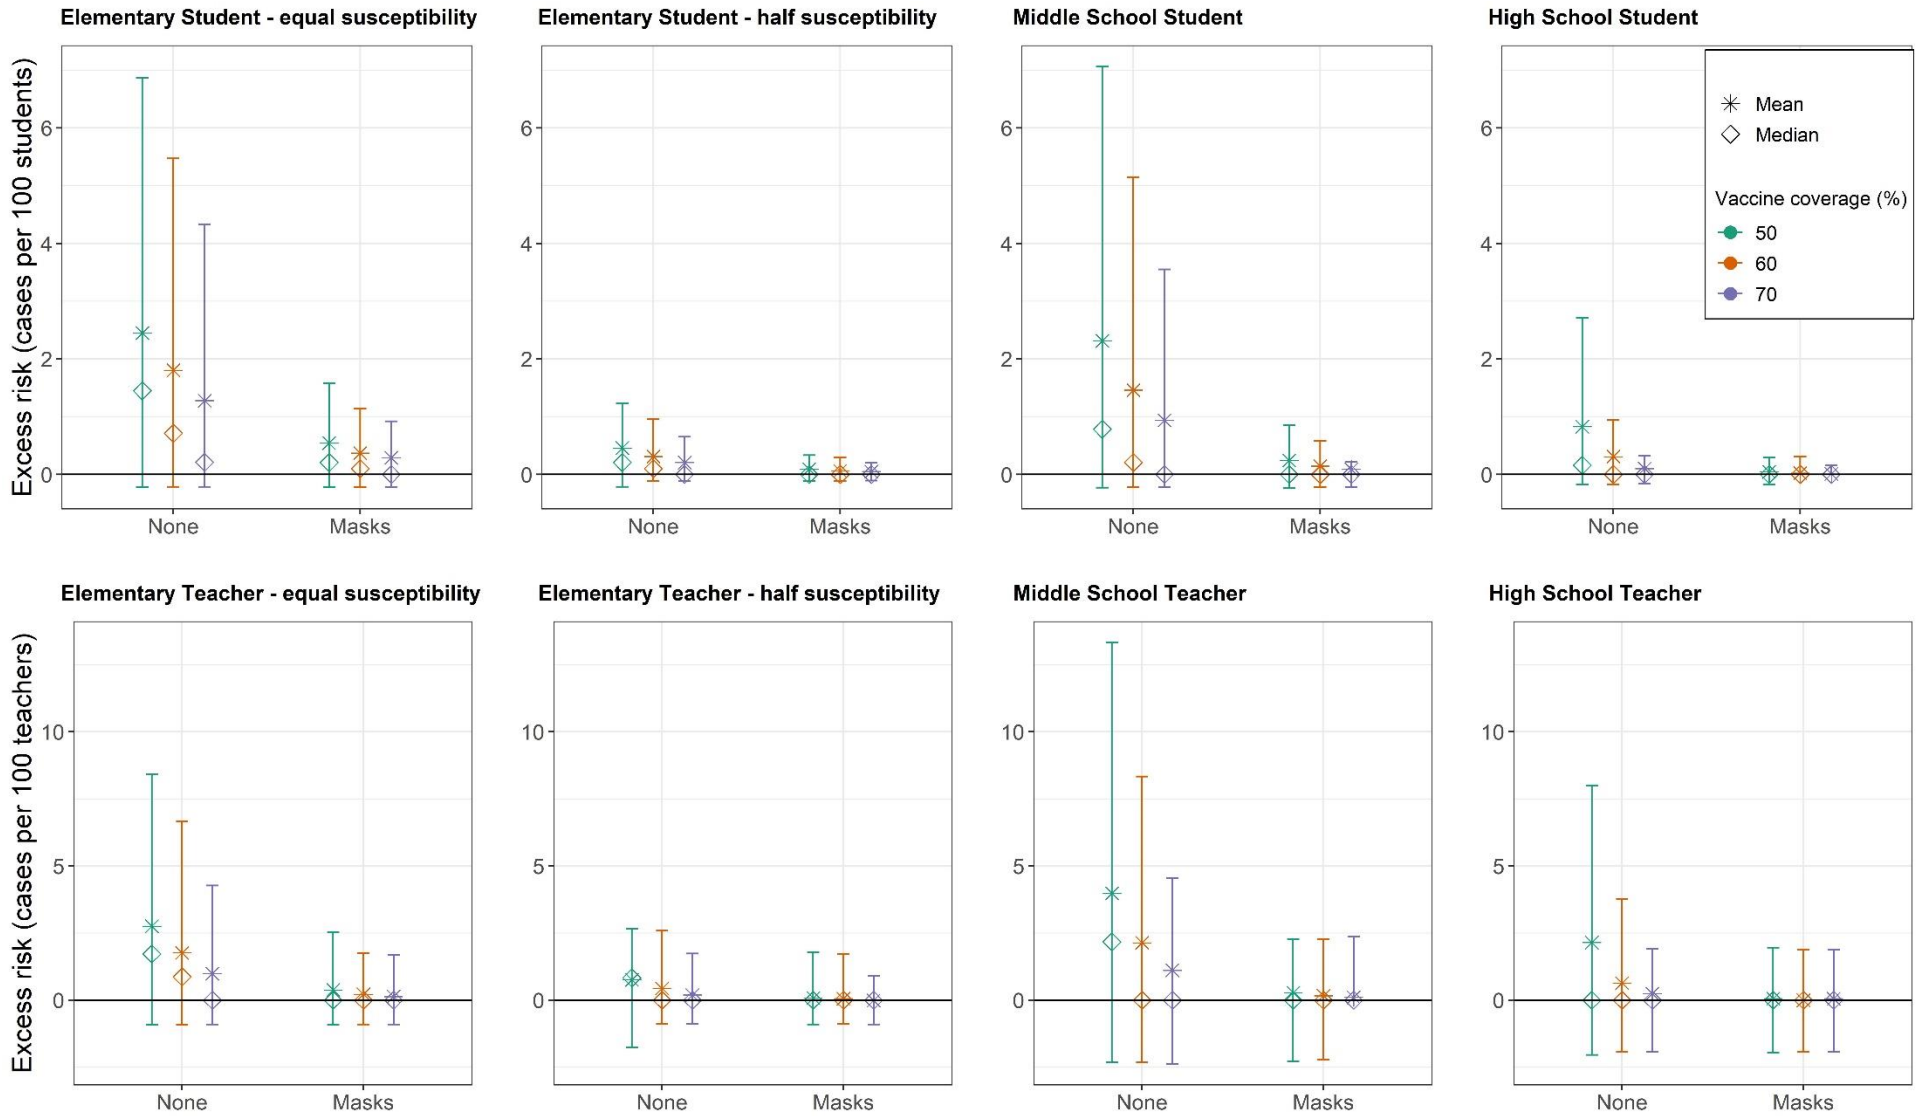 Elementary Student - equal susceptibility
Elementary Student - half susceptibility
Middle School Student
High School Student
Excess risk (cases per 100 students)
6
4
2
0
None
Masks
6
4
2
0
None
Masks
6
4
2
0
None
Masks
6
4
2
0
None
Masks
Mean
Median
Vaccine coverage (%)
50
60
70
Elementary Teacher - equal susceptibility
Elementary Teacher - half susceptibility
Middle School Teacher
High School Teacher
Excess risk (cases per 100 teachers)
10
5
0
None
Masks
10
5
0
None
Masks
10
5
0
None
Masks
10
5
0
None
Masks